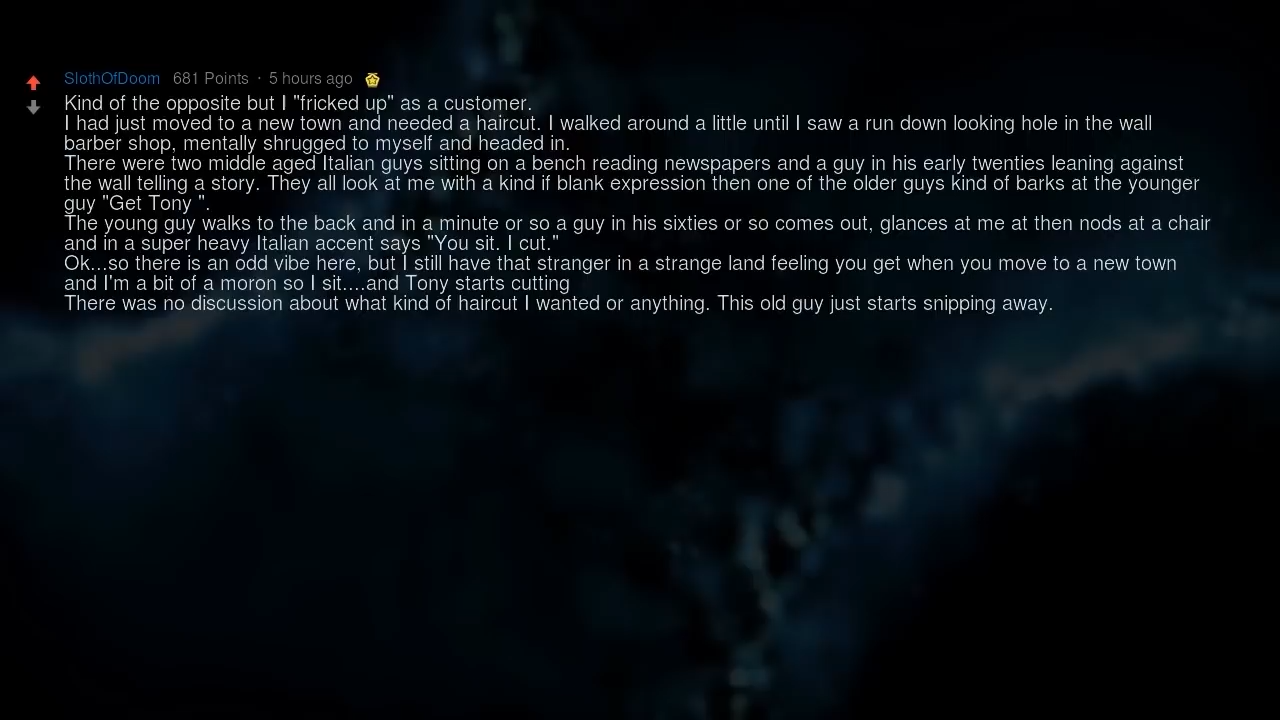 SlothOfDoom 681 Points · 5 hours ago
Kind of the opposite but I "fricked up" as a customer.
I had just moved to a new town and needed a haircut. I walked around a little until I saw a run down looking hole in the wall
barber shop, mentally shrugged to myself and headed in.
There were two middle aged Italian guys sitting on a bench reading newspapers and a guy in his early twenties leaning against
the wall telling a story. They all look at me with a kind if blank expression then one of the older guys kind of barks at the younger
guy "Get Tony ".
The young guy walks to the back and in a minute or so a guy in his sixties or so comes out, glances at me at then nods at a chair
and in a super heavy Italian accent says "You sit. I cut."
Ok...so there is an odd vibe here, but I still have that stranger in a strange land feeling you get when you move to a new town
and I'm a bit of a moron so I sit....and Tony starts cutting
There was no discussion about what kind of haircut I wanted or anything. This old guy just starts snipping away.